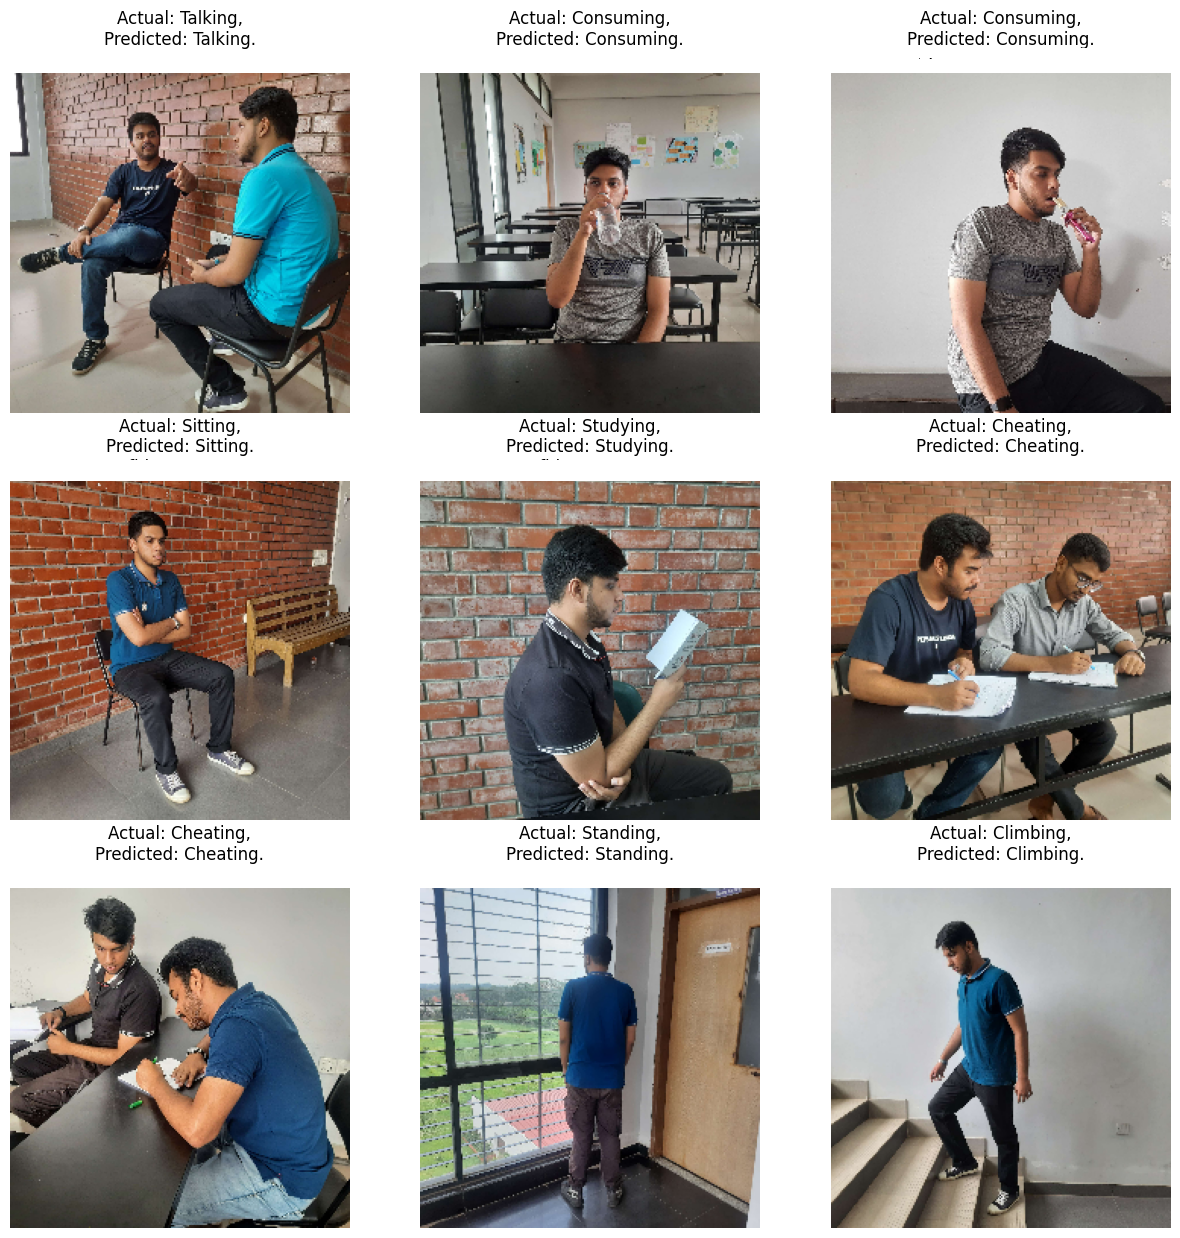 Actual: Talking,
Predicted: Talking.
Actual: Consuming,
Predicted: Consuming.
Actual: Consuming,
Predicted: Consuming.
Actual: Sitting,
Predicted: Sitting.
Actual: Studying,
Predicted: Studying.
Actual: Cheating,
Predicted: Cheating.
Actual: Cheating,
Predicted: Cheating.
Actual: Standing,
Predicted: Standing.
Actual: Climbing,
Predicted: Climbing.